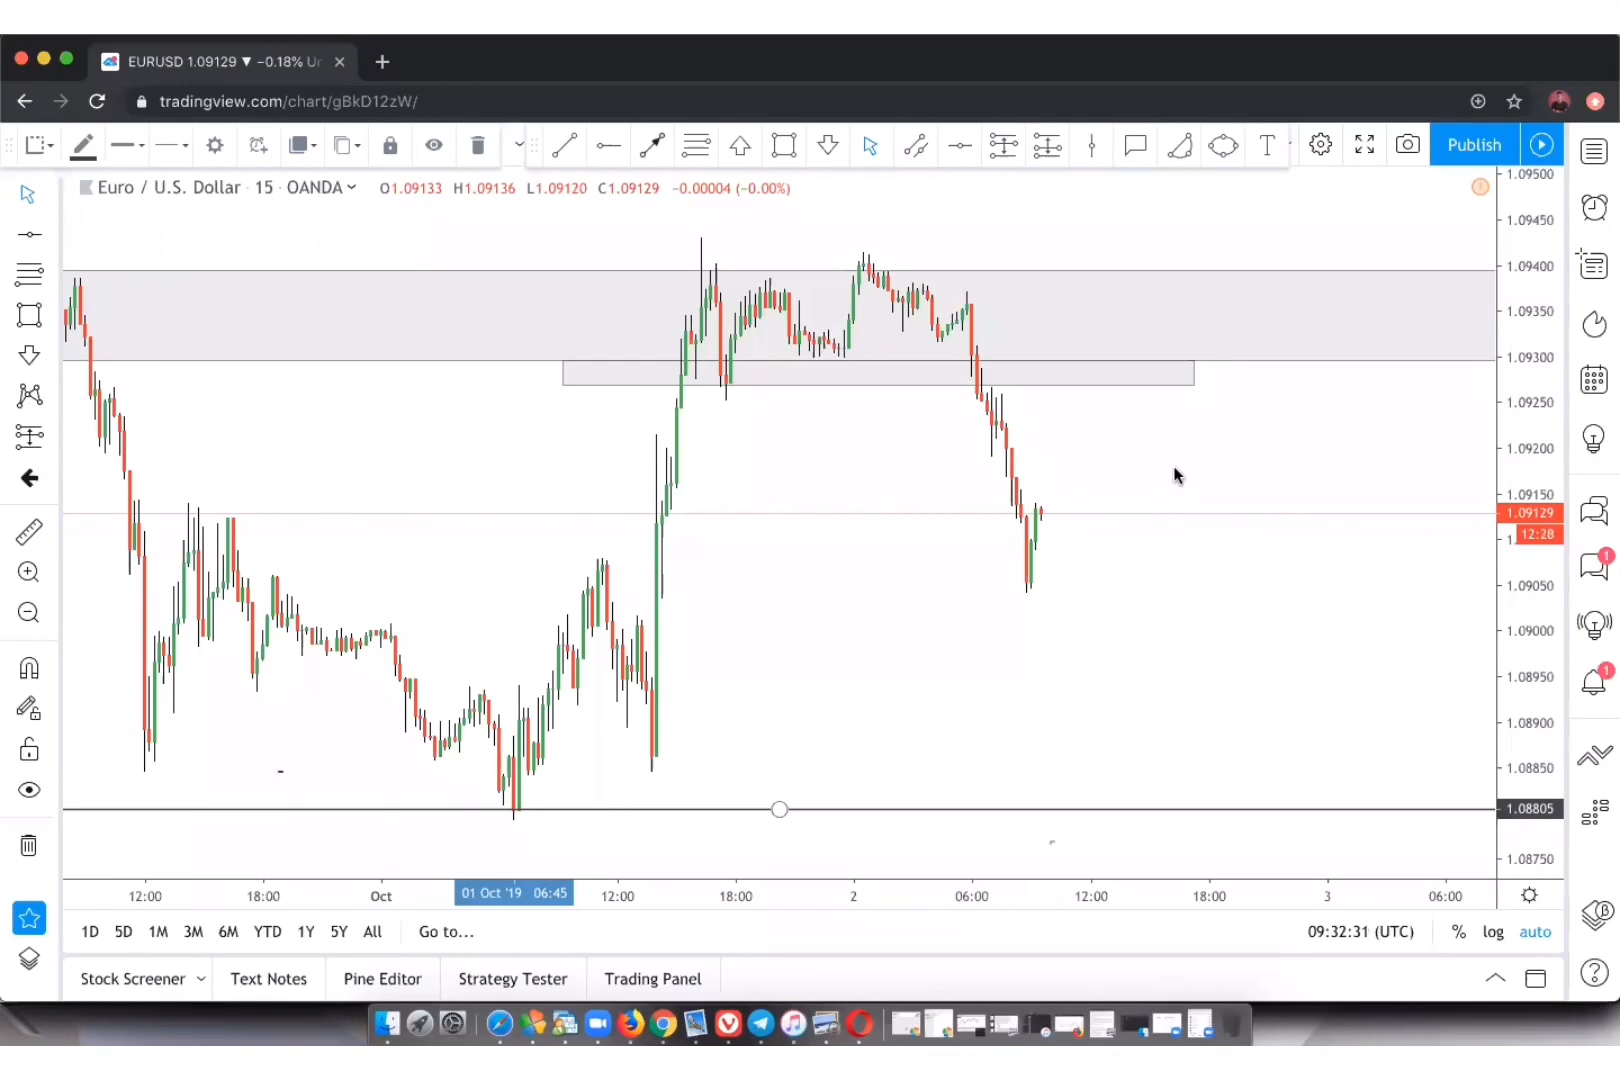 EURUSD 1.09129 ▼ −0.18% Ur
tradingview.com/chart/gBkD12zW/
T
Publish
Euro / U.S. Dollar · 15 · OANDA O1.09133 H1.09136 L1.09120 C1.09129 −0.00004 (−0.00%)
1.09500
1.09450
1.09400
1.09350
1.09300
1.09250
1.09200
1.09150
1.09129
12:28
1.09050
1.09000
1.08950
1.08900
1.08850
1.08805
1.08750
1
1
12:00 18:00 Oct 01 Oct '19 06:45 12:00 18:00 2 06:00 12:00 18:00 3 06:00
1D 5D 1M 3M 6M YTD 1Y 5Y All Go to... 09:32:31 (UTC) % log auto
Stock Screener Text Notes Pine Editor Strategy Tester Trading Panel